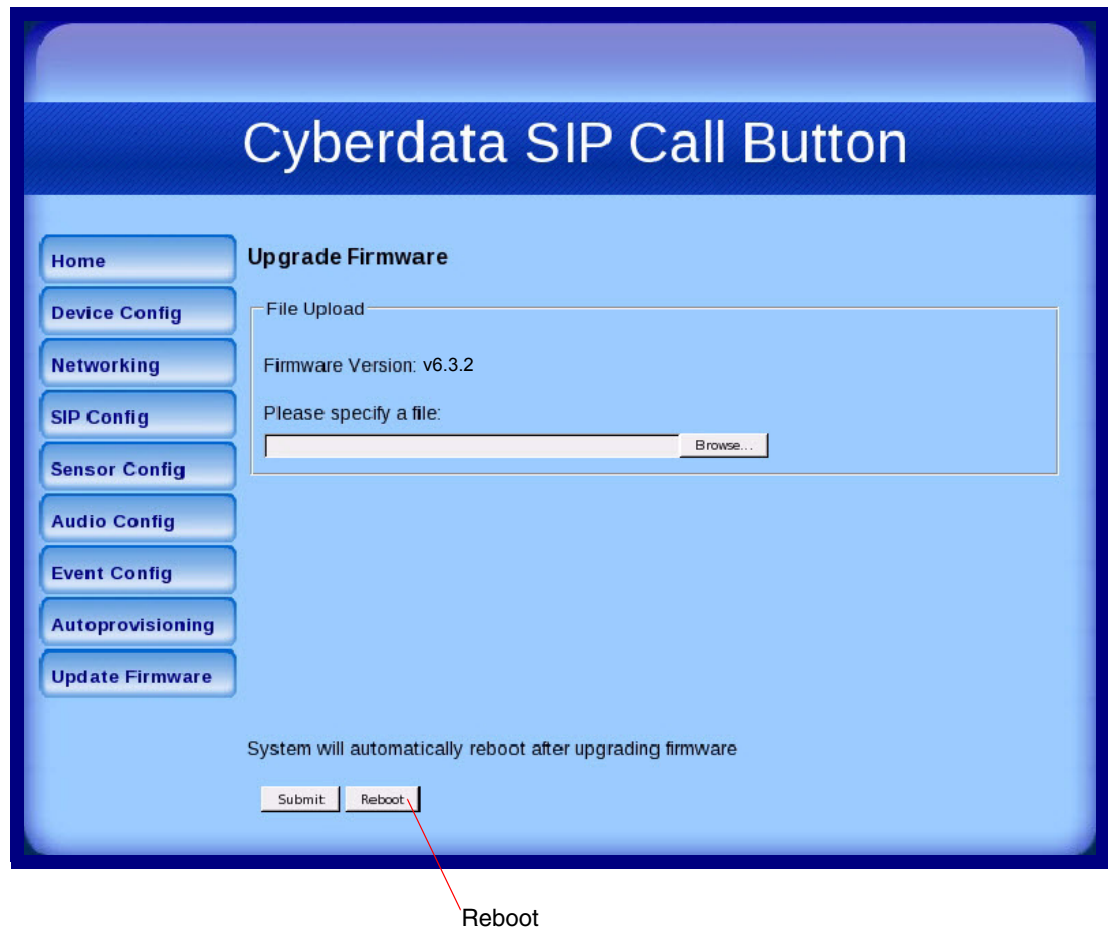 Cyberdata SIP Call Button
Home
Device Config
Networking
SIP Config
Sensor Config
Audio Config
Event Config
Autoprovisioning
Update Firmware
Upgrade Firmware
File Upload
Firmware Version: v6.3.2
Please specify a file:
Browse...
System will automatically reboot after upgrading firmware
Submit Reboot
Reboot